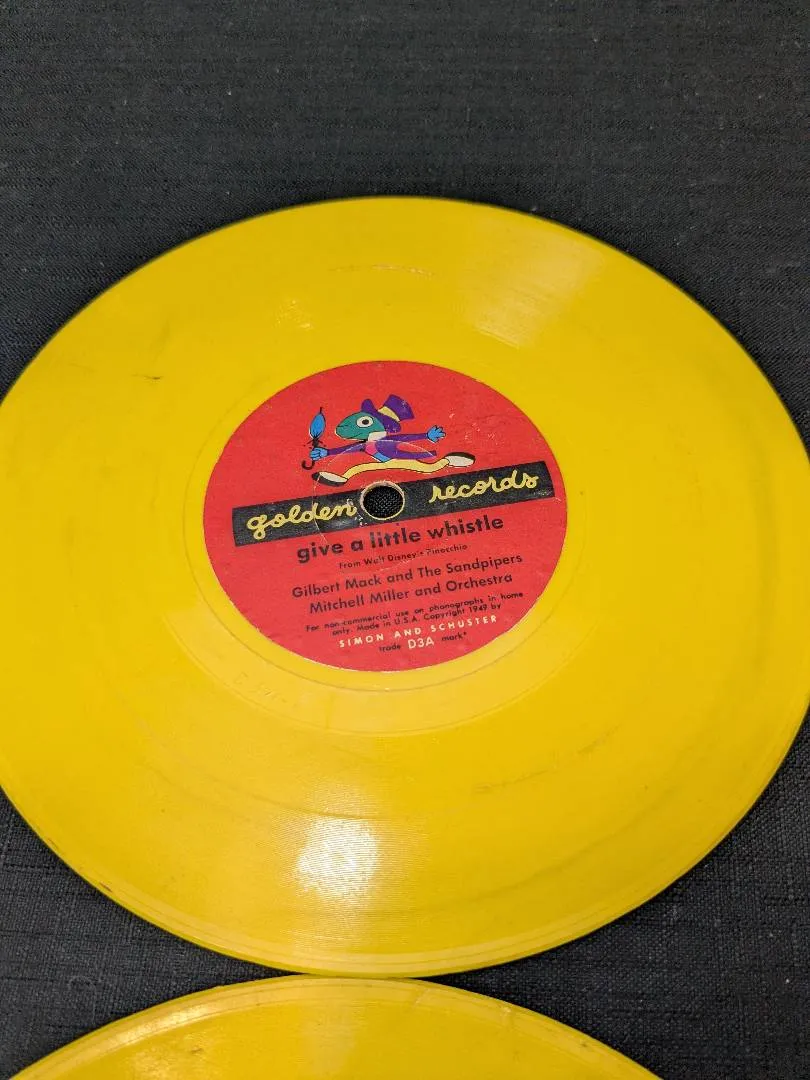 golden records
give a little whistle
From Walt Disney's Pinocchio
Gilbert Mack and The Sandpipers
Mitchell Miller and Orchestra
For non-commercial use on phonographs in home
only. Made in U.S.A. Copyright 1949 by
SIMON AND SCHUSTER
trade D3A mark*